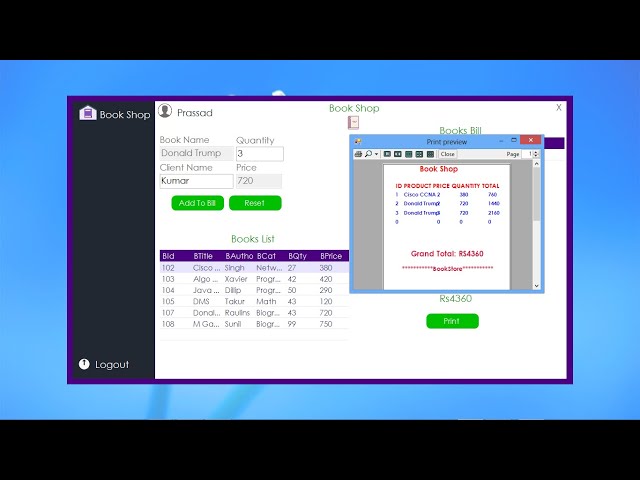 Book Shop
Prassad
Book Shop
X
Book Name
Quantity
Books Bill
Donald Trump
3
Client Name
Price
Kumar
720
Add To Bill
Reset
Books List
BId BTitle BAutho BCat BQty BPrice
102 Cisco ... Singh Netw... 27 380
103 Algo ... Xavier Progr... 42 420
104 Java ... Dilip Progr... 50 290
105 DMS Takur Math 43 120
107 Donal... Raulins Biogr... 43 720
108 M Ga... Sunil Biogr... 99 750
Print preview
Close
Page 1
Book Shop
ID PRODUCT PRICE QUANTITY TOTAL
1 Cisco CCNA 2 380 760
2 Donald Trump 2 720 1440
3 Donald Trump 3 720 2160
0 0 0 0
Grand Total: RS4360
***********BookStore***********
Rs4360
Print
Logout